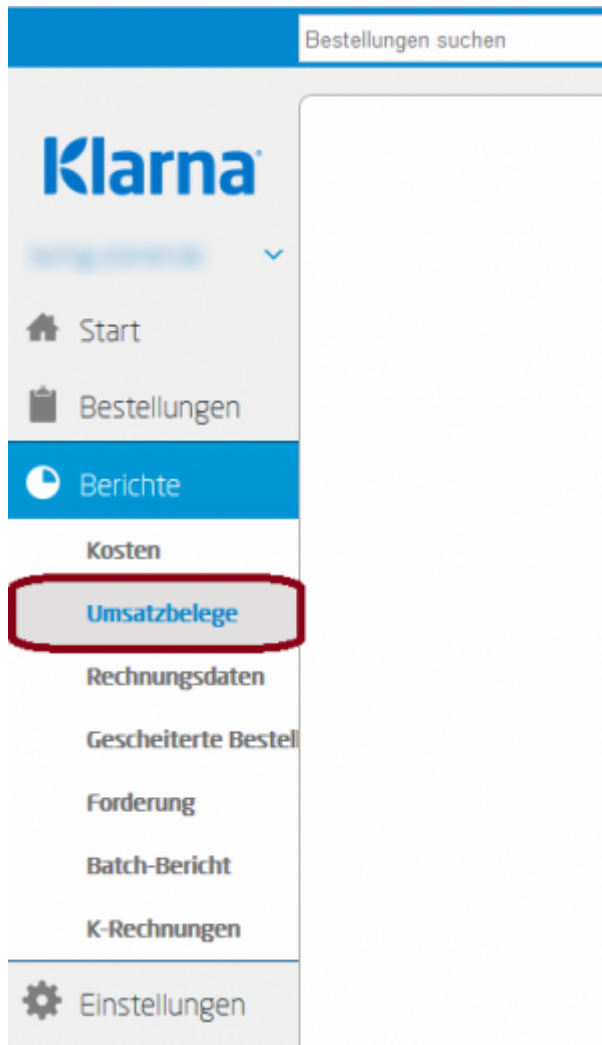 Bestellungen suchen
Klarna
Start
Bestellungen
Berichte
Kosten
Umsatzbelege
Rechnungsdaten
Gescheiterte Bestell
Forderung
Batch-Bericht
K-Rechnungen
Einstellungen